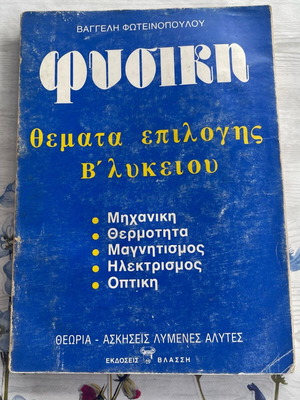 ΒΑΓΓΕΛΗ ΦΩΤΕΙΝΟΠΟΥΛΟΥ
φυσικη
θεματα επιλογης
Β΄ λυκειου
• Μηχανικη
• Θερμοτητα
• Μαγνητισμος
• Ηλεκτρισμος
• Οπτικη
ΘΕΩΡΙΑ - ΑΣΚΗΣΕΙΣ ΛΥΜΕΝΕΣ ΑΛΥΤΕΣ
ΕΚΔΟΣΕΙΣ ΒΛΑΣΣΗ